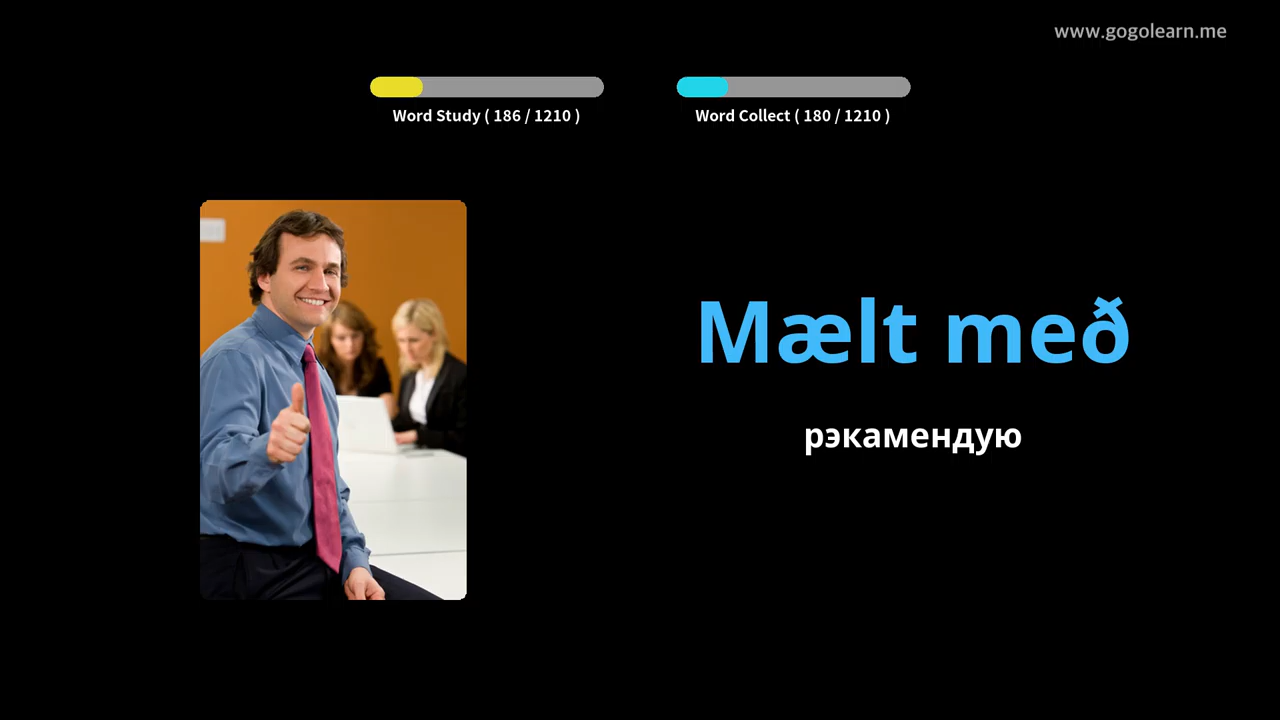 www.gogolearn.me
Word Study ( 186 / 1210 )
Word Collect ( 180 / 1210 )
Mælt með
рэкамендую